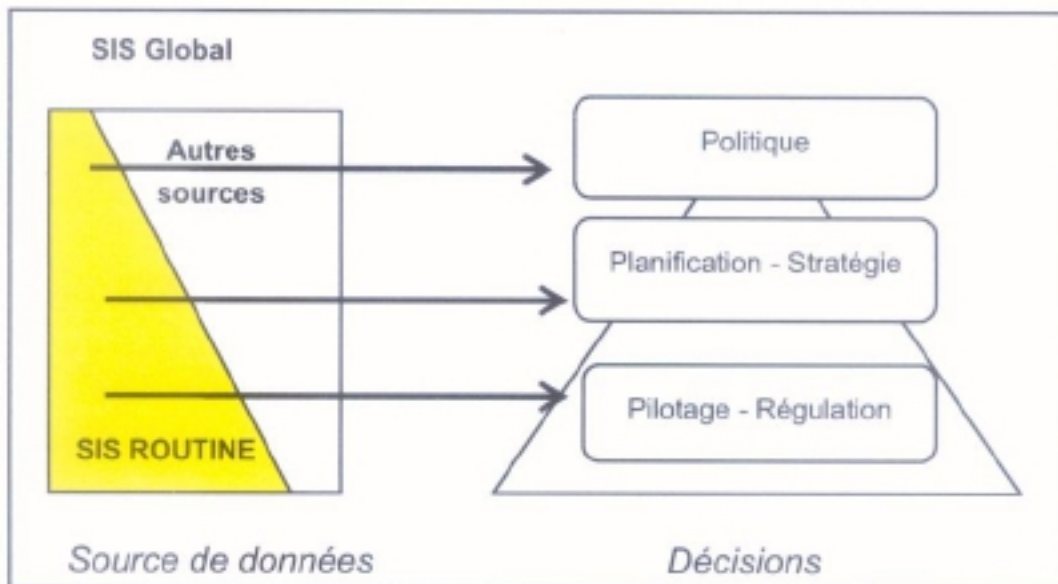 SIS Global
Autres
sources
SIS ROUTINE
Politique
Planification - Stratégie
Pilotage - Régulation
Source de données
Décisions